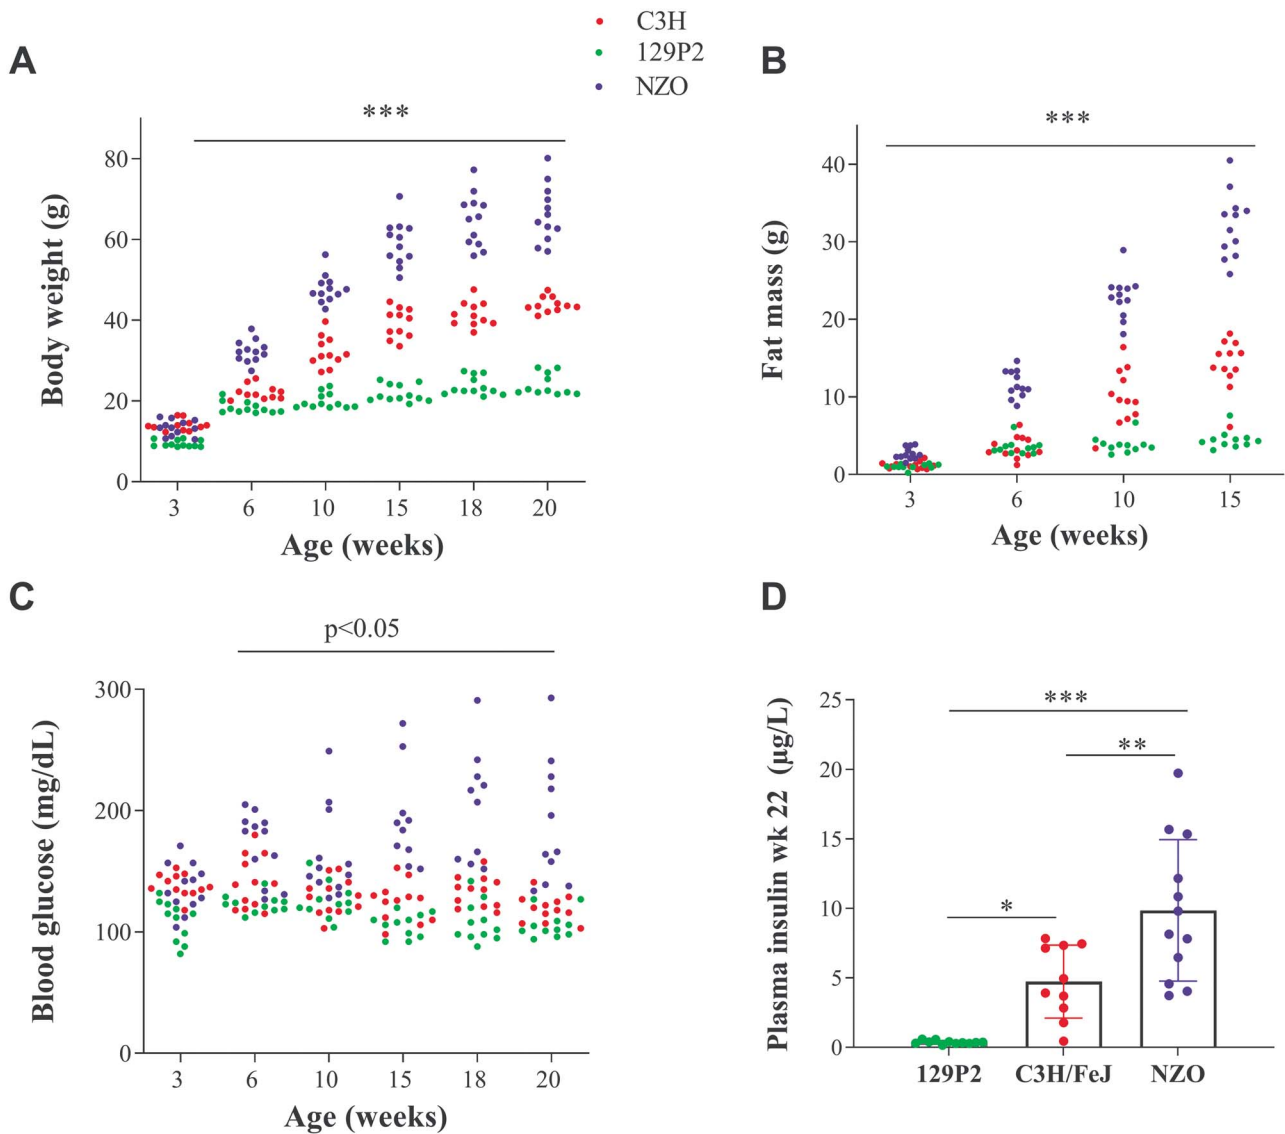 C3H
129P2
NZO
A
***
Body weight (g)
80
60
40
20
0
3 6 10 15 18 20
Age (weeks)
B
***
Fat mass (g)
40
30
20
10
0
3 6 10 15
Age (weeks)
C
p<0.05
Blood glucose (mg/dL)
300
200
100
0
3 6 10 15 18 20
Age (weeks)
D
***
**
*
Plasma insulin wk 22 (µg/L)
25
20
15
10
5
0
129P2 C3H/FeJ NZO